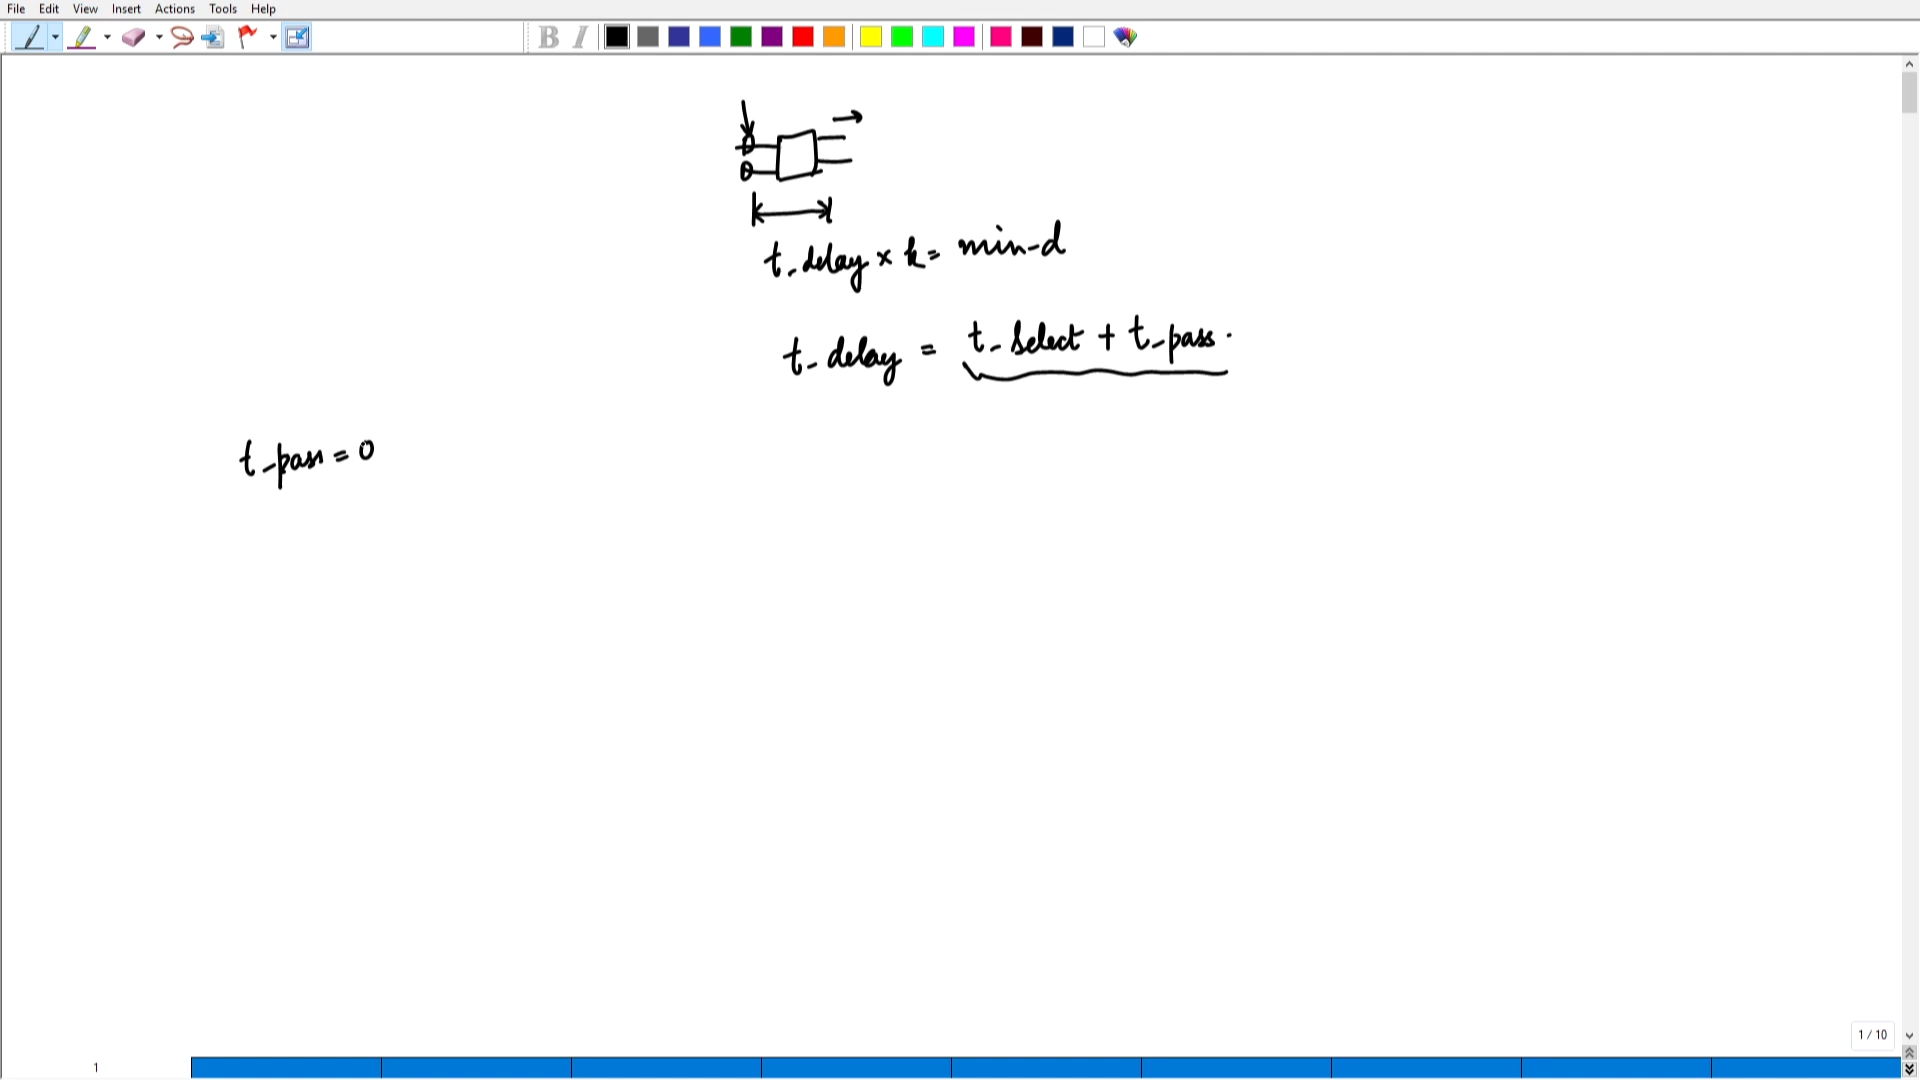 File Edit View Insert Actions Tools Help
B I
t_delay × k = min-d
t_delay = t_select + t_pass.
t_pass = 0
1 / 10
1